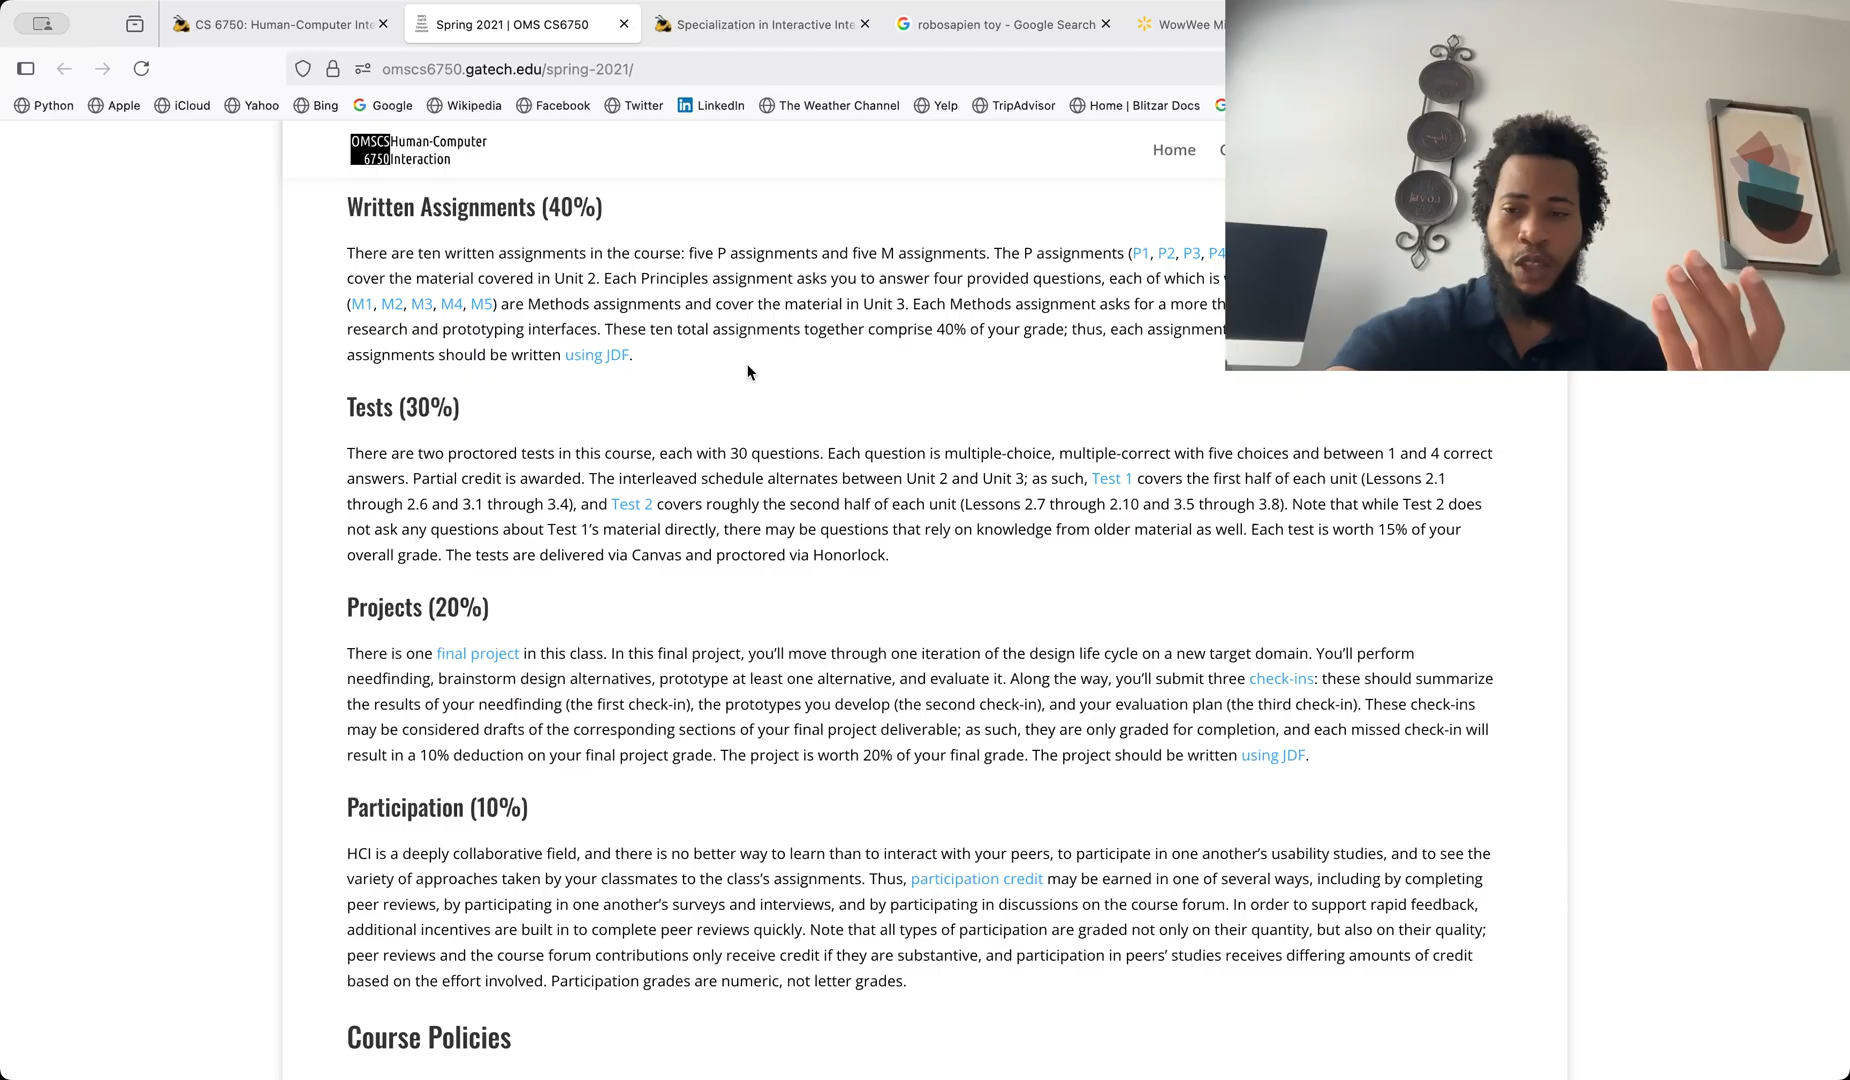 CS 6750: Human-Computer Inte
Spring 2021 | OMS CS6750
Specialization in Interactive Inte
robosapien toy - Google Search
WowWee Mi
omscs6750.gatech.edu/spring-2021/
Python
Apple
iCloud
Yahoo
Bing
Google
Wikipedia
Facebook
Twitter
LinkedIn
The Weather Channel
Yelp
TripAdvisor
Home | Blitzar Docs
OMSCS Human-Computer
6750 Interaction
Home
Written Assignments (40%)
There are ten written assignments in the course: five P assignments and five M assignments. The P assignments (P1, P2, P3, P4
cover the material covered in Unit 2. Each Principles assignment asks you to answer four provided questions, each of which is
(M1, M2, M3, M4, M5) are Methods assignments and cover the material in Unit 3. Each Methods assignment asks for a more th
research and prototyping interfaces. These ten total assignments together comprise 40% of your grade; thus, each assignment
assignments should be written using JDF.
Tests (30%)
There are two proctored tests in this course, each with 30 questions. Each question is multiple-choice, multiple-correct with five choices and between 1 and 4 correct
answers. Partial credit is awarded. The interleaved schedule alternates between Unit 2 and Unit 3; as such, Test 1 covers the first half of each unit (Lessons 2.1
through 2.6 and 3.1 through 3.4), and Test 2 covers roughly the second half of each unit (Lessons 2.7 through 2.10 and 3.5 through 3.8). Note that while Test 2 does
not ask any questions about Test 1’s material directly, there may be questions that rely on knowledge from older material as well. Each test is worth 15% of your
overall grade. The tests are delivered via Canvas and proctored via Honorlock.
Projects (20%)
There is one final project in this class. In this final project, you’ll move through one iteration of the design life cycle on a new target domain. You’ll perform
needfinding, brainstorm design alternatives, prototype at least one alternative, and evaluate it. Along the way, you’ll submit three check-ins: these should summarize
the results of your needfinding (the first check-in), the prototypes you develop (the second check-in), and your evaluation plan (the third check-in). These check-ins
may be considered drafts of the corresponding sections of your final project deliverable; as such, they are only graded for completion, and each missed check-in will
result in a 10% deduction on your final project grade. The project is worth 20% of your final grade. The project should be written using JDF.
Participation (10%)
HCI is a deeply collaborative field, and there is no better way to learn than to interact with your peers, to participate in one another’s usability studies, and to see the
variety of approaches taken by your classmates to the class’s assignments. Thus, participation credit may be earned in one of several ways, including by completing
peer reviews, by participating in one another’s surveys and interviews, and by participating in discussions on the course forum. In order to support rapid feedback,
additional incentives are built in to complete peer reviews quickly. Note that all types of participation are graded not only on their quantity, but also on their quality;
peer reviews and the course forum contributions only receive credit if they are substantive, and participation in peers’ studies receives differing amounts of credit
based on the effort involved. Participation grades are numeric, not letter grades.
Course Policies